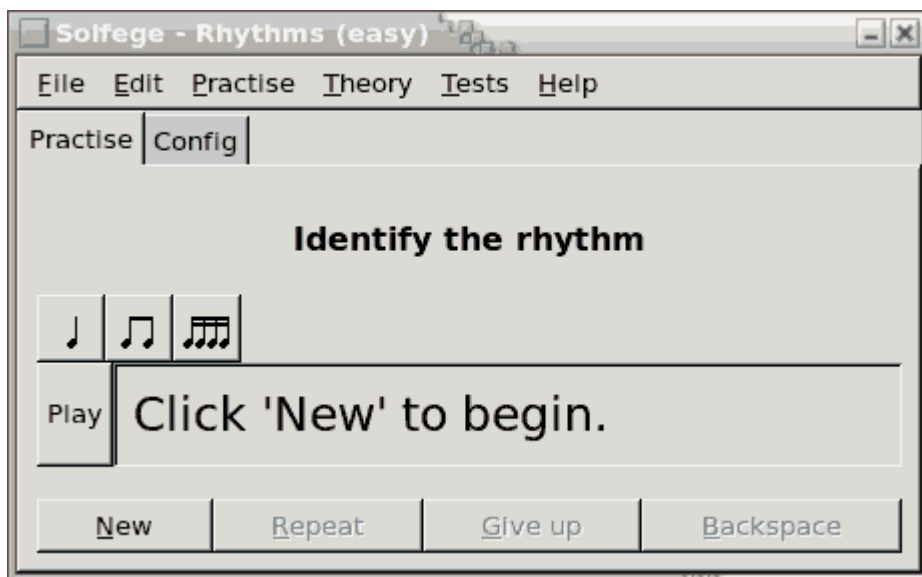 Solfege - Rhythms (easy)
File Edit Practise Theory Tests Help
Practise Config
Identify the rhythm
Play Click 'New' to begin.
New Repeat Give up Backspace